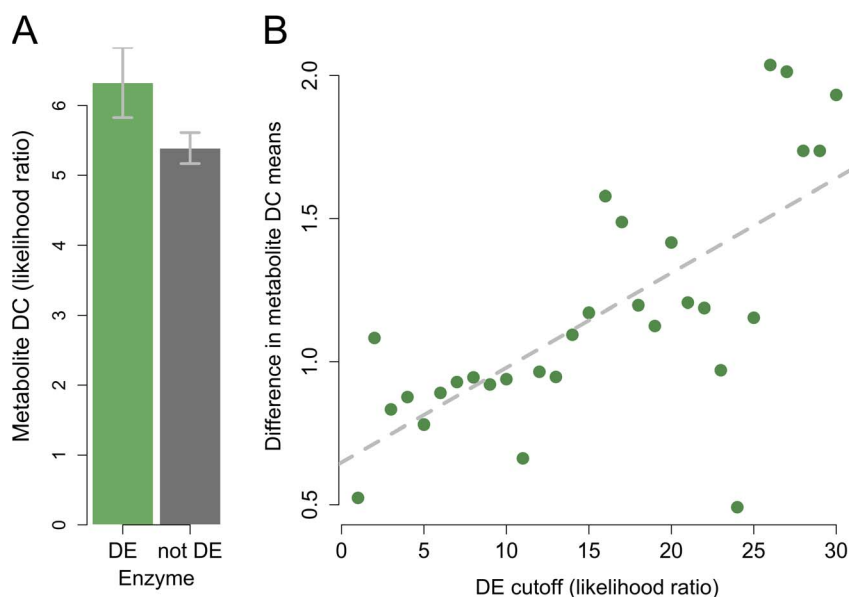 A
Metabolite DC (likelihood ratio)
6
5
4
3
2
1
0
DE not DE
Enzyme
B
Difference in metabolite DC means
2.0
1.5
1.0
0.5
0 5 10 15 20 25 30
DE cutoff (likelihood ratio)